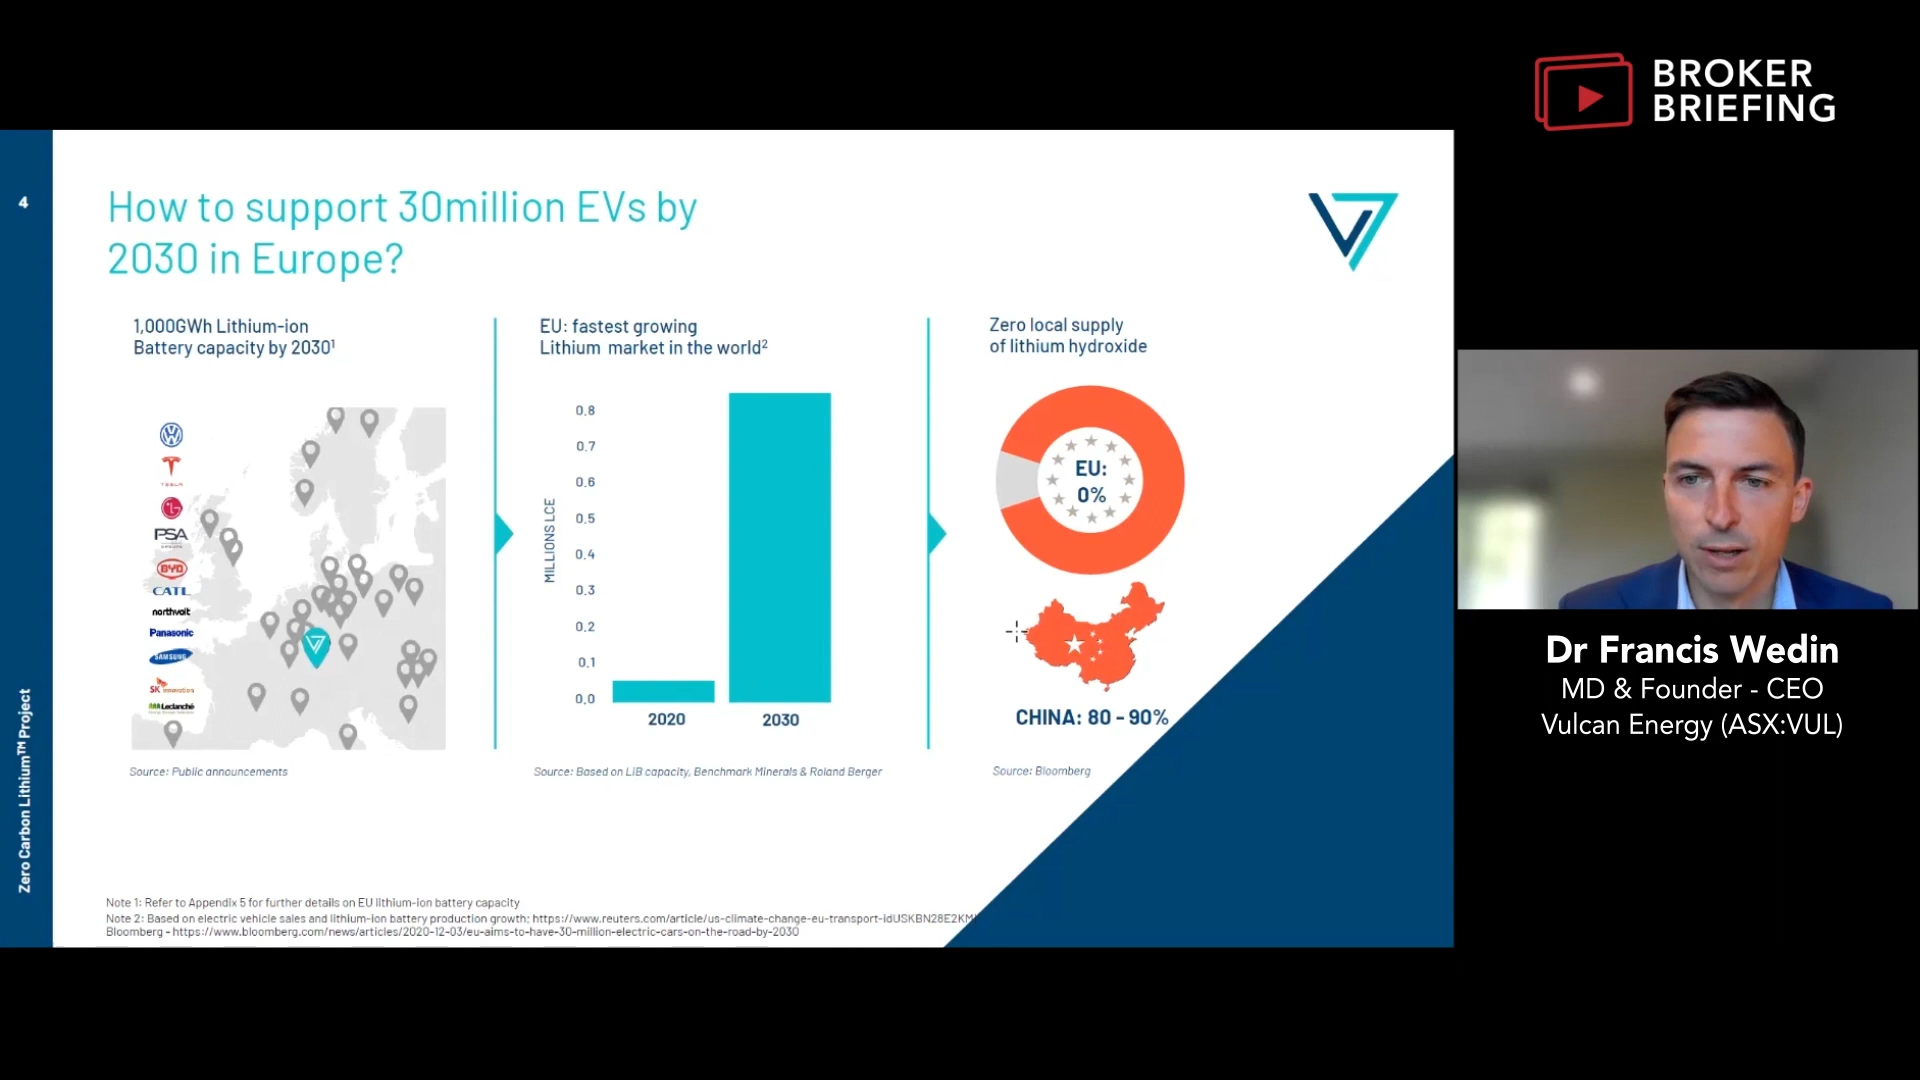 BROKER
BRIEFING
4
How to support 30million EVs by
2030 in Europe?
1,000GWh Lithium-ion
Battery capacity by 2030¹
TESLA
LG
PSA
BYD
CATL
northvolt
Panasonic
SAMSUNG
SK innovation
Leclanché
Source: Public announcements
EU: fastest growing
Lithium market in the world²
MILLIONS LCE
0.8
0.7
0.6
0.5
0.4
0.3
0.2
0.1
0.0
2020
2030
Source: Based on LiB capacity, Benchmark Minerals & Roland Berger
Zero local supply
of lithium hydroxide
EU:
0%
CHINA: 80 - 90%
Source: Bloomberg
Zero Carbon Lithium™ Project
Note 1: Refer to Appendix 5 for further details on EU lithium-ion battery capacity
Note 2: Based on electric vehicle sales and lithium-ion battery production growth; https://www.reuters.com/article/us-climate-change-eu-transport-idUSKBN28E2KM
Bloomberg - https://www.bloomberg.com/news/articles/2020-12-03/eu-aims-to-have-30-million-electric-cars-on-the-road-by-2030
Dr Francis Wedin
MD & Founder - CEO
Vulcan Energy (ASX:VUL)